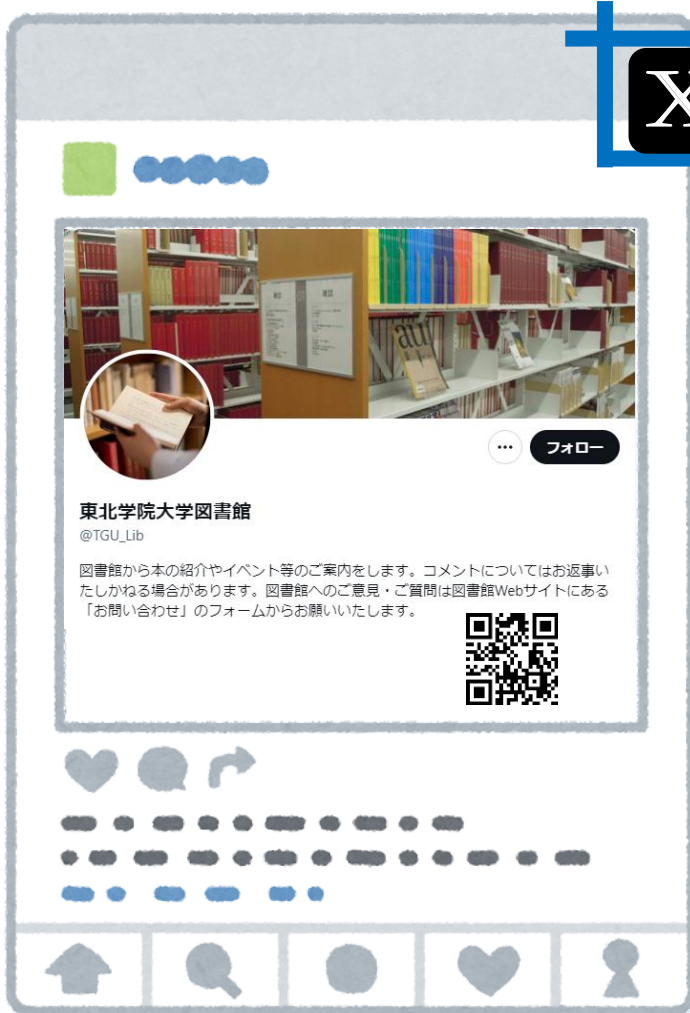 X
雑誌
雑誌
au
フォロー
東北学院大学図書館
@TGU_Lib
図書館から本の紹介やイベント等のご案内をします。コメントについてはお返事い
たしかねる場合があります。図書館へのご意見・ご質問は図書館Webサイトにある
「お問い合わせ」のフォームからお願いいたします。